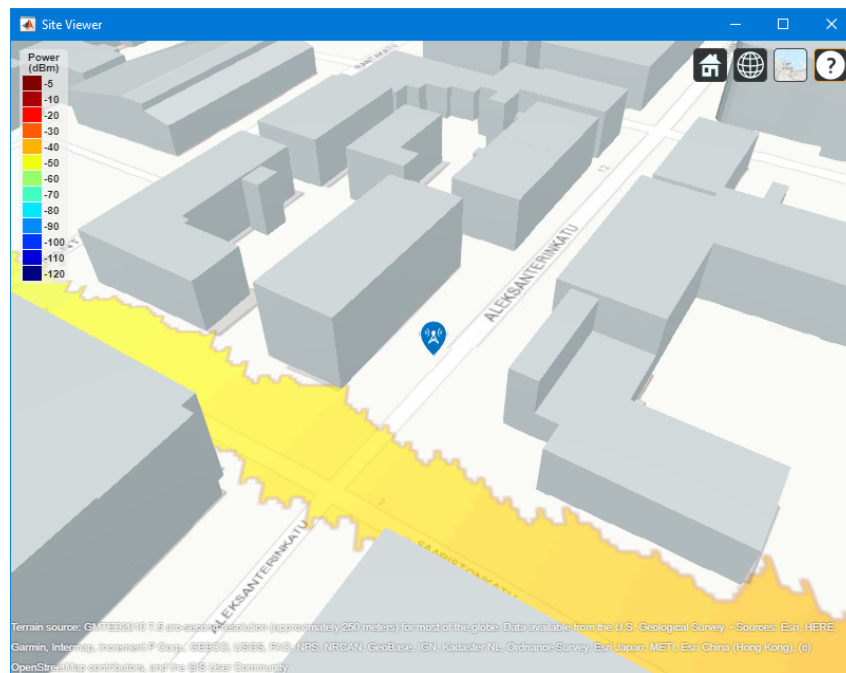 Site Viewer
Power
(dBm)
-5
-10
-20
-30
-40
-50
-60
-70
-80
-90
-100
-110
-120
?
12
ALEKSANTERINKATU
2
SAARISTONKATU
ALEKSANTERINKATU
Terrain source: GMTED2010 7.5 arc-second resolution (approximately 250 meters) for most of the globe. Data available from the U.S. Geological Survey. - Sources: Esri, HERE,
Garmin, Intermap, increment P Corp., GEBCO, USGS, FAO, NPS, NRCAN, GeoBase, IGN, Kadaster NL, Ordnance Survey, Esri Japan, METI, Esri China (Hong Kong), (c)
OpenStreetMap contributors, and the GIS User Community